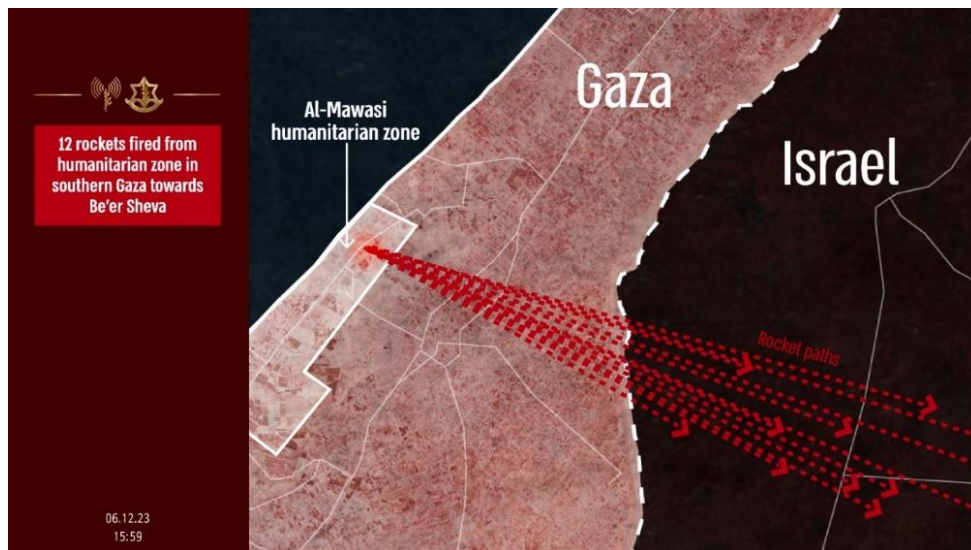 12 rockets fired from
humanitarian zone in
southern Gaza towards
Be'er Sheva
06.12.23
15:59
Al-Mawasi
humanitarian zone
Gaza
Israel
Rocket paths